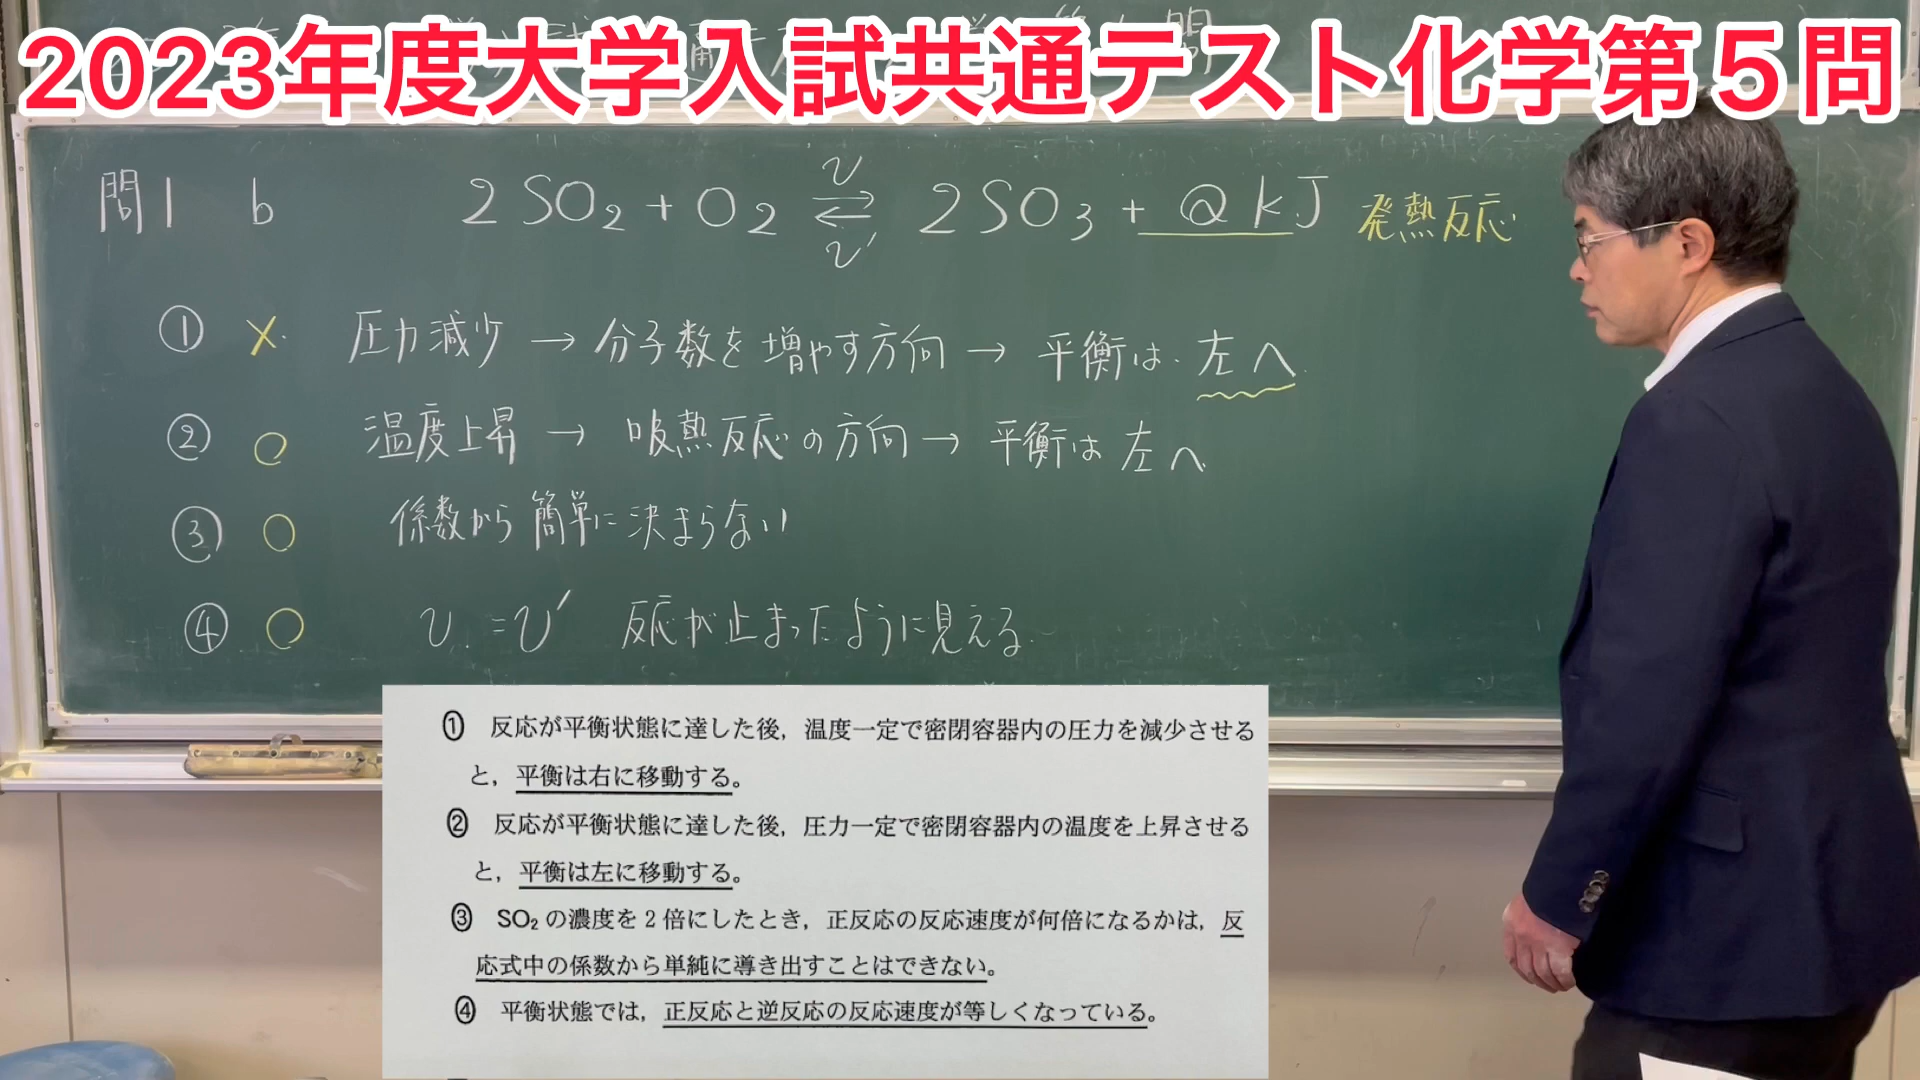 2023年度大学入試共通テスト化学第5問
問1 b 2SO₂ + O₂ ⇄ 2SO₃ + Q kJ 発熱反応
v
v'
① × 圧力減少 → 分子数を増やす方向 → 平衡は 左へ
② ○ 温度上昇 → 吸熱反応の方向 → 平衡は左へ
③ ○ 係数から簡単に決まらない
④ ○ v = v' 反応が止まったように見える
① 反応が平衡状態に達した後，温度一定で密閉容器内の圧力を減少させる
と，平衡は右に移動する。
② 反応が平衡状態に達した後，圧力一定で密閉容器内の温度を上昇させる
と，平衡は左に移動する。
③ SO₂の濃度を2倍にしたとき，正反応の反応速度が何倍になるかは，反
応式中の係数から単純に導き出すことはできない。
④ 平衡状態では，正反応と逆反応の反応速度が等しくなっている。